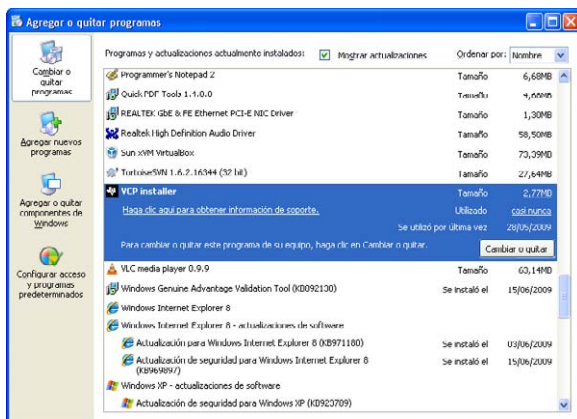 Agregar o quitar programas
Cambiar o
quitar
programas
Agregar nuevos
programas
Agregar o quitar
componentes de
Windows
Configurar acceso
y programas
predeterminados
Programas y actualizaciones actualmente instalados:
Mostrar actualizaciones
Ordenar por: Nombre
Programmer's Notepad 2 Tamaño 6,68MB
Quick PDF Tools 1.4.0.0 Tamaño 4,68MB
REALTEK GbE & FE Ethernet PCI-E NIC Driver Tamaño 1,30MB
Realtek High Definition Audio Driver Tamaño 58,50MB
Sun xVM VirtualBox Tamaño 73,39MB
TortoiseSVN 1.6.2.16344 (32 bit) Tamaño 27,64MB
VCP installer Tamaño 2,77MB
Haga clic aquí para obtener información de soporte. Utilizado casi nunca
Se utilizó por última vez 28/05/2009
Para cambiar o quitar este programa de su equipo, haga clic en Cambiar o quitar. Cambiar o quitar
VLC media player 0.9.9 Tamaño 63,14MB
Windows Genuine Advantage Validation Tool (KB892130) Se instaló el 15/06/2009
Windows Internet Explorer 8
Windows Internet Explorer 8 - actualizaciones de software
Actualización para Windows Internet Explorer 8 (KB971180) Se instaló el 03/06/2009
Actualización de seguridad para Windows Internet Explorer 8 Se instaló el 15/06/2009
(KB969897)
Windows XP - actualizaciones de software
Actualización de seguridad para Windows XP (KB923789)